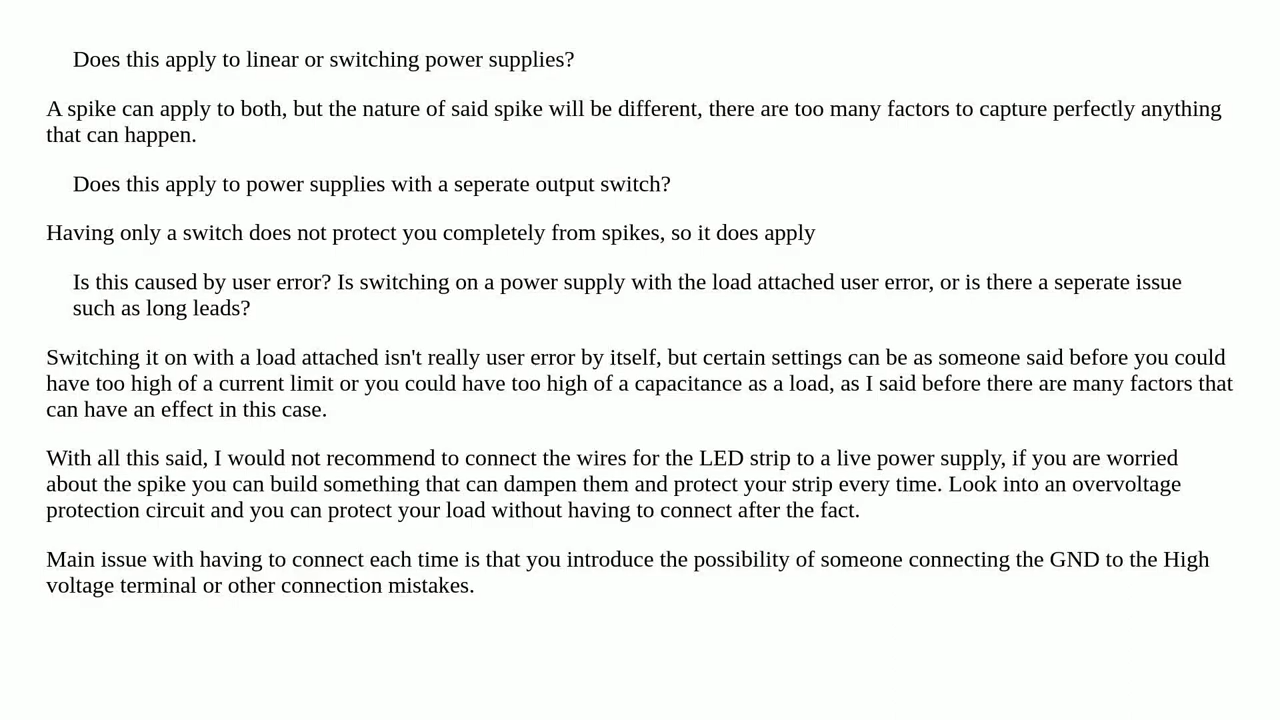 Does this apply to linear or switching power supplies?
A spike can apply to both, but the nature of said spike will be different, there are too many factors to capture perfectly anything
that can happen.
Does this apply to power supplies with a seperate output switch?
Having only a switch does not protect you completely from spikes, so it does apply
Is this caused by user error? Is switching on a power supply with the load attached user error, or is there a seperate issue
such as long leads?
Switching it on with a load attached isn't really user error by itself, but certain settings can be as someone said before you could
have too high of a current limit or you could have too high of a capacitance as a load, as I said before there are many factors that
can have an effect in this case.
With all this said, I would not recommend to connect the wires for the LED strip to a live power supply, if you are worried
about the spike you can build something that can dampen them and protect your strip every time. Look into an overvoltage
protection circuit and you can protect your load without having to connect after the fact.
Main issue with having to connect each time is that you introduce the possibility of someone connecting the GND to the High
voltage terminal or other connection mistakes.